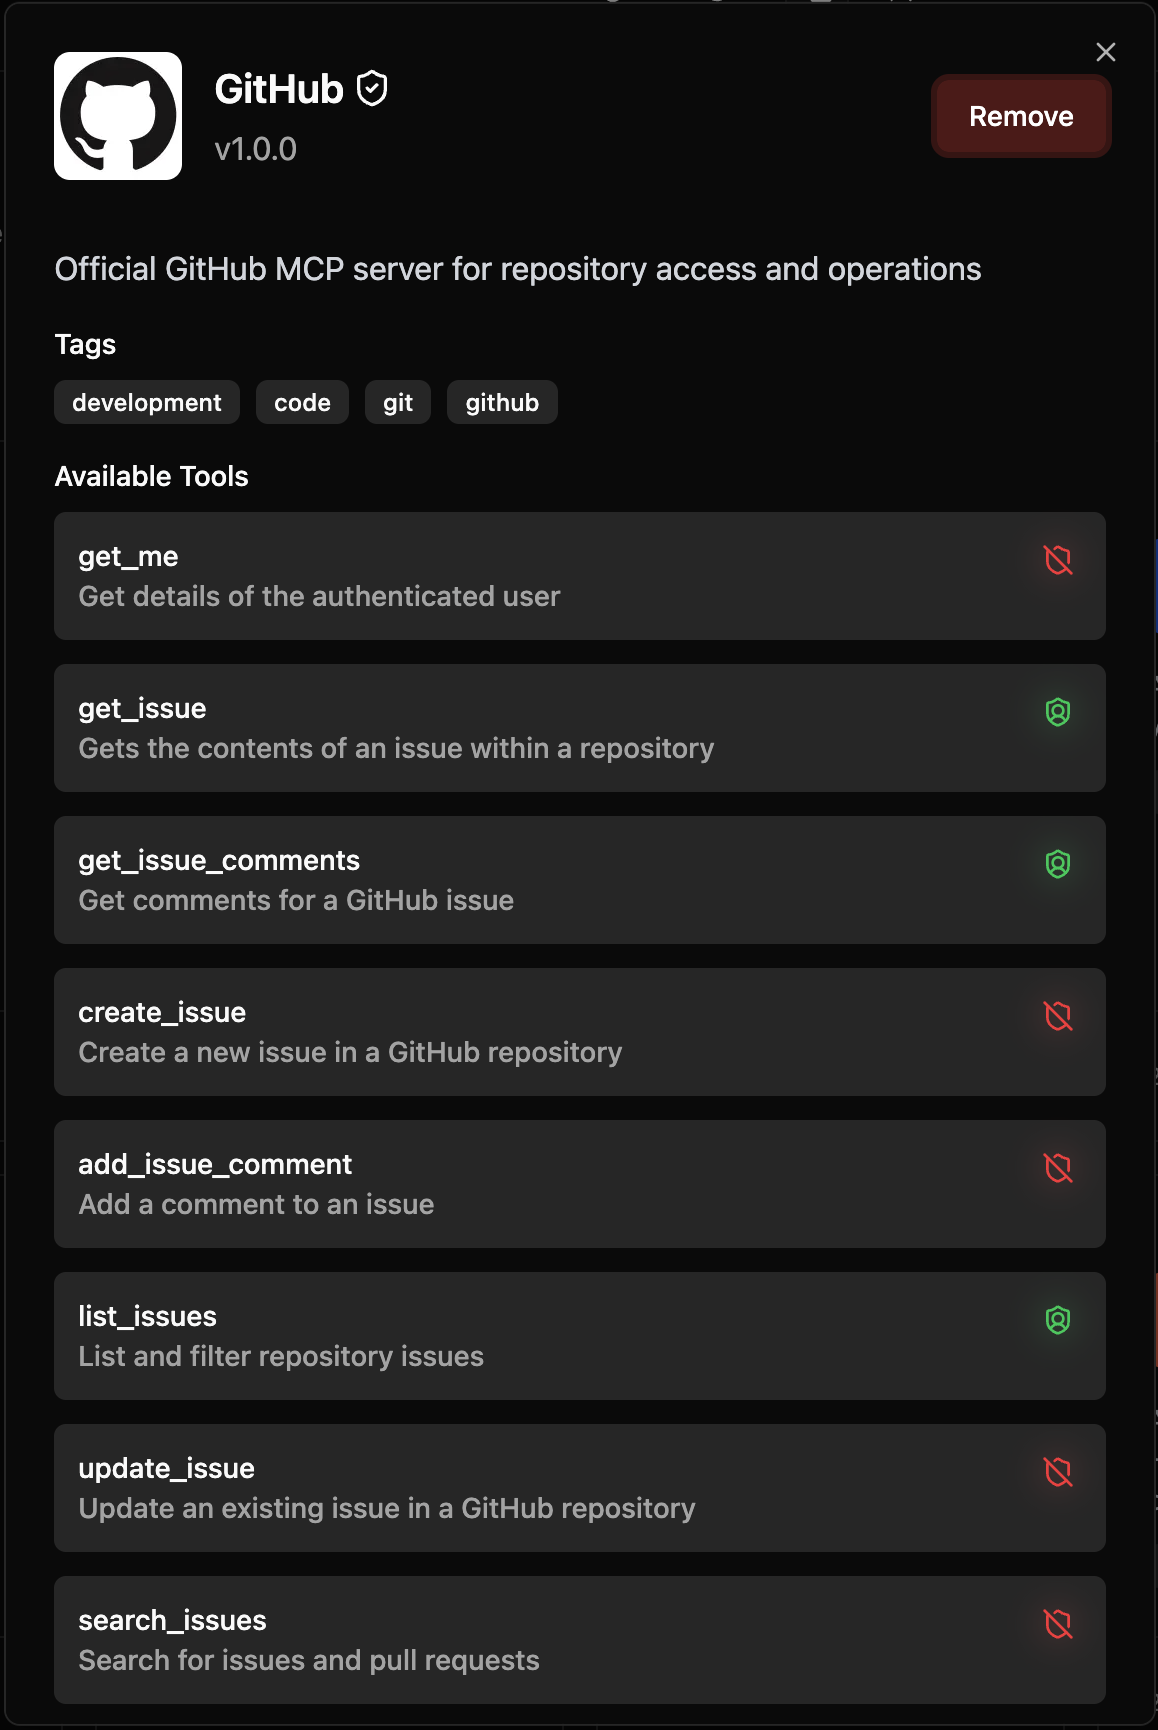 GitHub
v1.0.0
Remove
Official GitHub MCP server for repository access and operations
Tags
development code git github
Available Tools
get_me
Get details of the authenticated user
get_issue
Gets the contents of an issue within a repository
get_issue_comments
Get comments for a GitHub issue
create_issue
Create a new issue in a GitHub repository
add_issue_comment
Add a comment to an issue
list_issues
List and filter repository issues
update_issue
Update an existing issue in a GitHub repository
search_issues
Search for issues and pull requests